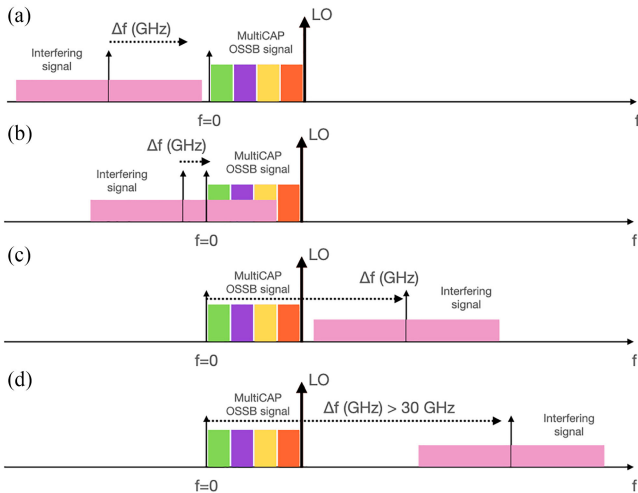 (a)
Δf (GHz)
LO
Interfering
signal
MultiCAP
OSSB signal
f=0
f
(b)
Δf (GHz)
LO
Interfering
signal
MultiCAP
OSSB signal
f=0
f
(c)
LO
MultiCAP
OSSB signal
Δf (GHz)
Interfering
signal
f=0
f
(d)
LO
MultiCAP
OSSB signal
Δf (GHz) > 30 GHz
Interfering
signal
f=0
f